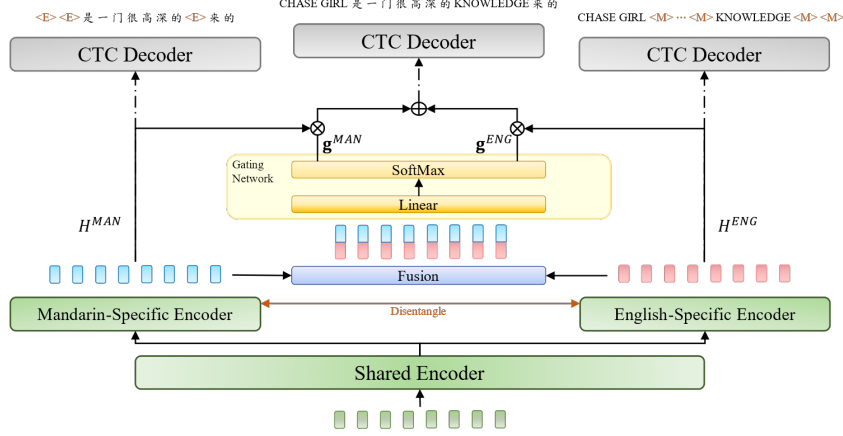 CHASE GIRL 是 一 门 很 高 深 的 KNOWLEDGE 来 的
<E> <E> 是 一 门 很 高 深 的 <E> 来 的
CHASE GIRL <M> ⋯ <M> KNOWLEDGE <M> <M>
CTC Decoder
CTC Decoder
CTC Decoder
g^MAN
g^ENG
Gating
Network
SoftMax
Linear
H^MAN
H^ENG
Fusion
Mandarin-Specific Encoder
Disentangle
English-Specific Encoder
Shared Encoder